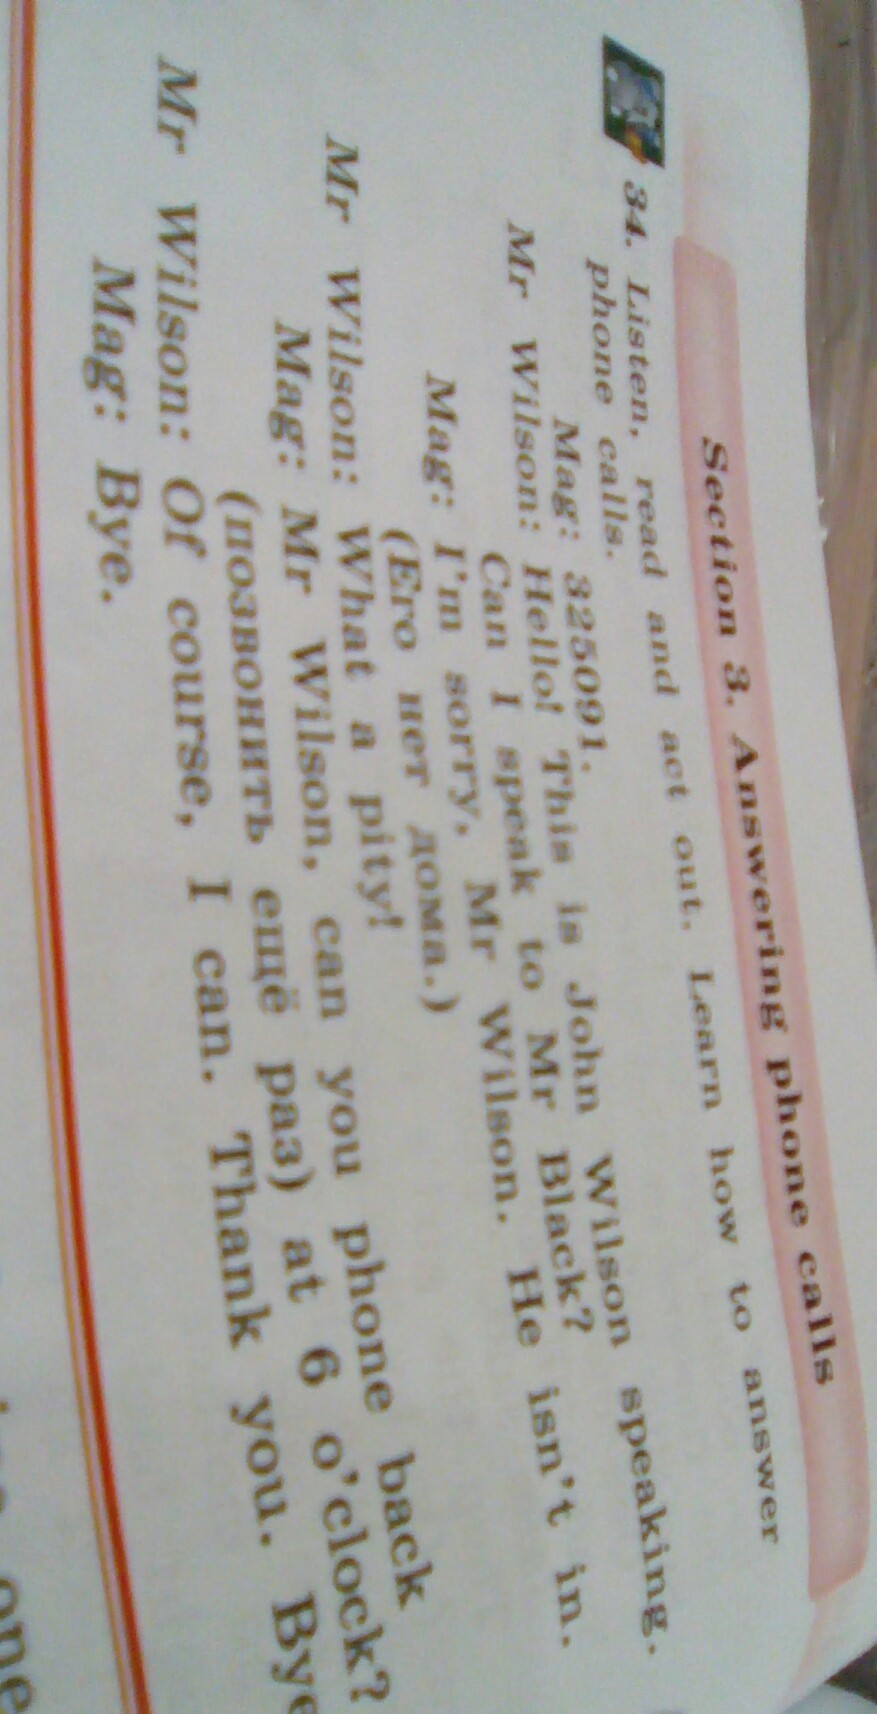 Section 3. Answering phone calls
34. Listen, read and act out. Learn how to answer
phone calls.
Mag: 325091.
Mr Wilson: Hello! This is John Wilson speaking.
Can I speak to Mr Black?
Mag: I'm sorry, Mr Wilson. He isn't in.
(Его нет дома.)
Mr Wilson: What a pity!
Mag: Mr Wilson, can you phone back
(позвонить ещё раз) at 6 o'clock?
Mr Wilson: Of course, I can. Thank you. Bye
Mag: Bye.
one